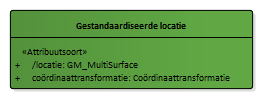 Gestandaardiseerde locatie
«Attribuutsoort»
+ /locatie: GM_MultiSurface
+ coördinaattransformatie: Coördinaattransformatie